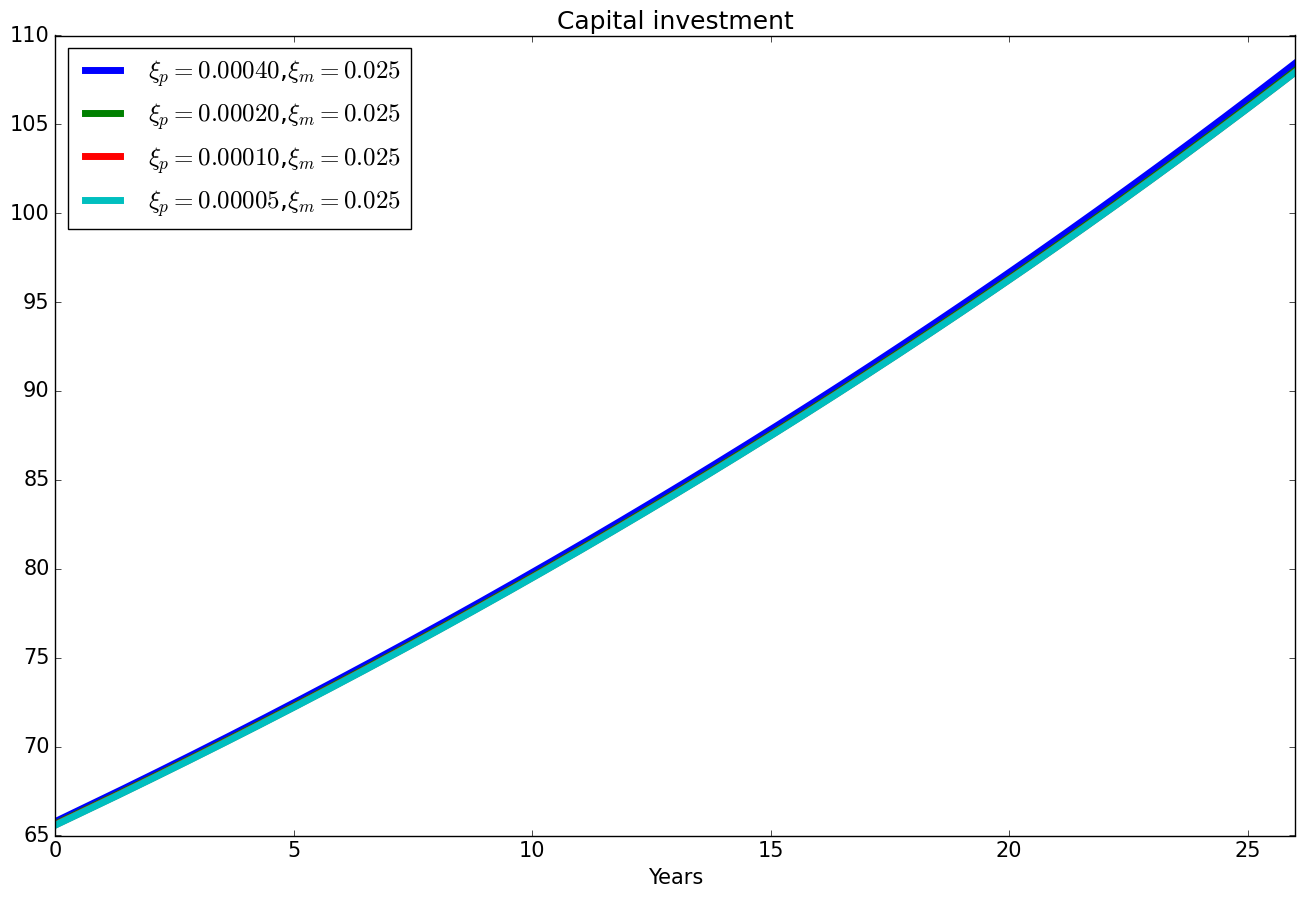 Capital investment
110
105
100
95
90
85
80
75
70
65
ξp = 0.00040,ξm = 0.025
ξp = 0.00020,ξm = 0.025
ξp = 0.00010,ξm = 0.025
ξp = 0.00005,ξm = 0.025
0 5 10 15 20 25
Years